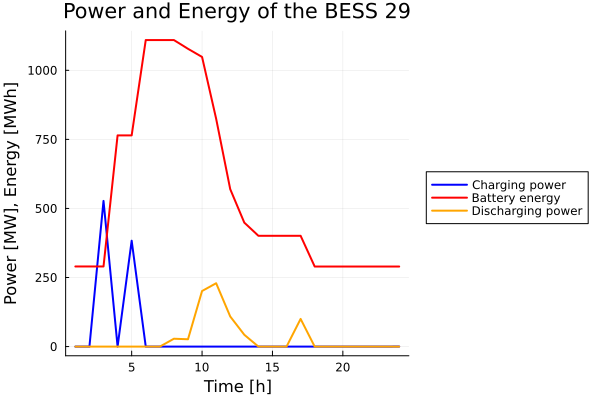 Power and Energy of the BESS 29
Power [MW], Energy [MWh]
1000
750
500
250
0
5
10
15
20
Time [h]
Charging power
Battery energy
Discharging power